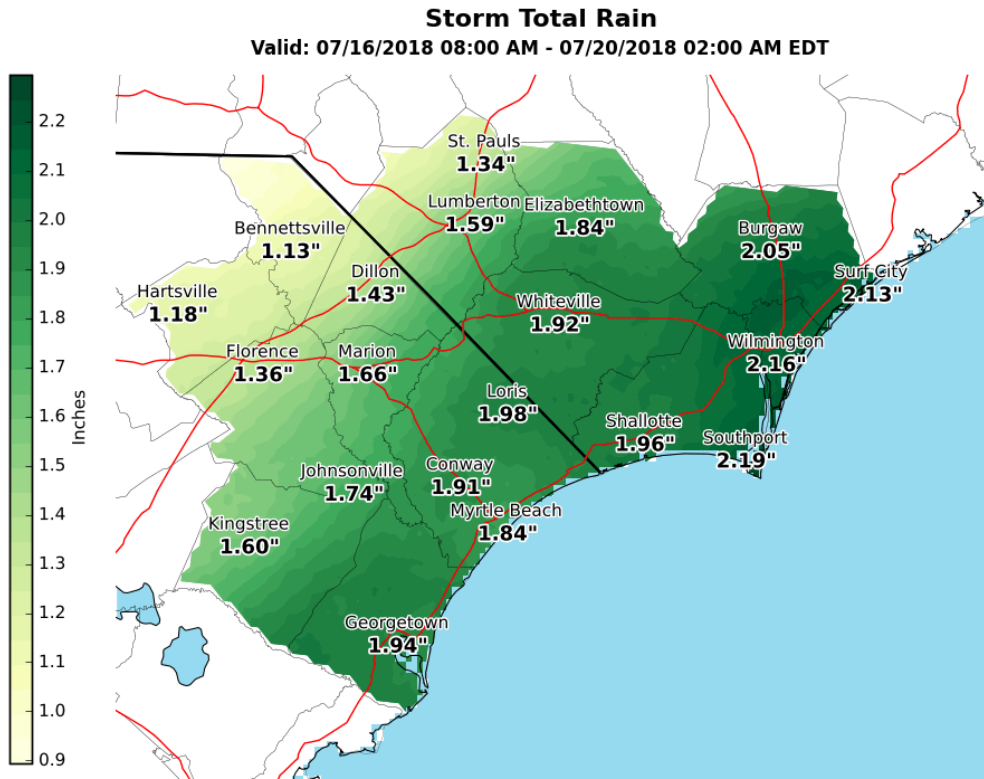 Storm Total Rain
Valid: 07/16/2018 08:00 AM - 07/20/2018 02:00 AM EDT
2.2
2.1
2.0
1.9
1.8
1.7
1.6
1.5
1.4
1.3
1.2
1.1
1.0
0.9
Inches
St. Pauls
1.34"
Lumberton
1.59"
Elizabethtown
1.84"
Bennettsville
1.13"
Burgaw
2.05"
Dillon
1.43"
Surf City
2.13"
Hartsville
1.18"
Whiteville
1.92"
Florence
1.36"
Marion
1.66"
Wilmington
2.16"
Loris
1.98"
Shallotte
1.96"
Southport
2.19"
Johnsonville
1.74"
Conway
1.91"
Myrtle Beach
1.84"
Kingstree
1.60"
Georgetown
1.94"